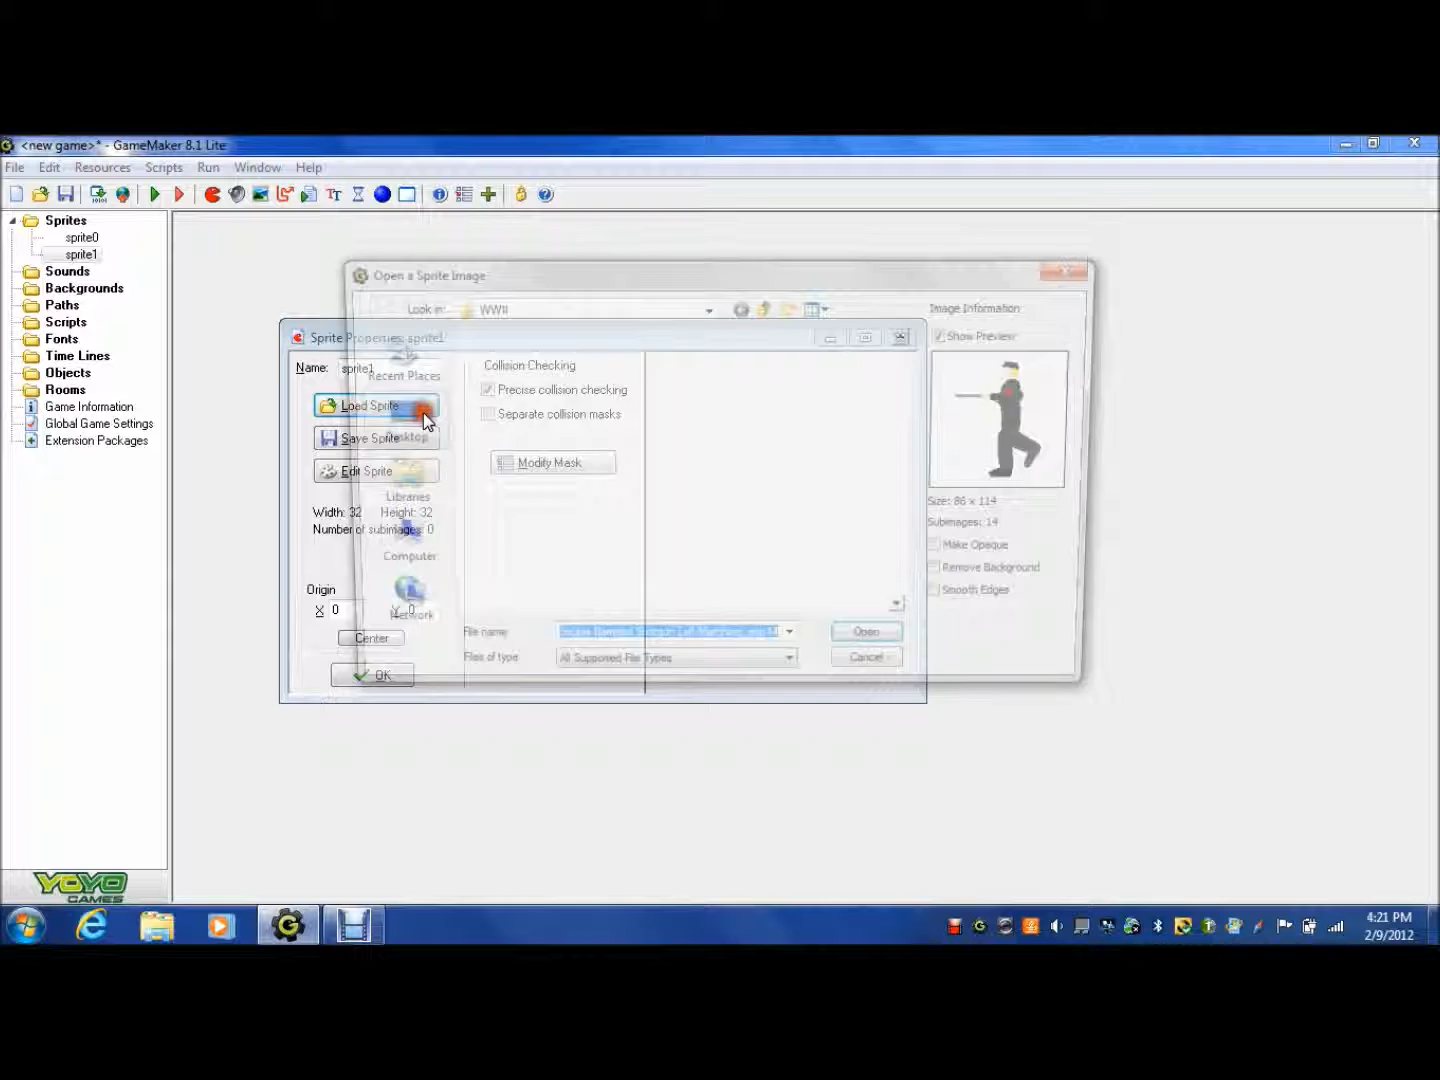 <new game>* - GameMaker 8.1 Lite
File Edit Resources Scripts Run Window Help
Sprites
sprite0
sprite1
Sounds
Backgrounds
Paths
Scripts
Fonts
Time Lines
Objects
Rooms
Game Information
Global Game Settings
Extension Packages
Open a Sprite Image
Look in: WWII
Image Information
Show Preview
Size: 86 x 114
Subimages: 14
Make Opaque
Remove Background
Smooth Edges
Recent Places
Desktop
Libraries
Computer
Network
File name
Open
Files of type All Supported File Types
Cancel
Sprite Properties: sprite1
Name: sprite1
Load Sprite
Save Sprite
Edit Sprite
Width: 32 Height: 32
Number of subimages: 0
Origin
X 0 Y 0
Center
OK
Collision Checking
Precise collision checking
Separate collision masks
Modify Mask
YOYO
GAMES
4:21 PM
2/9/2012